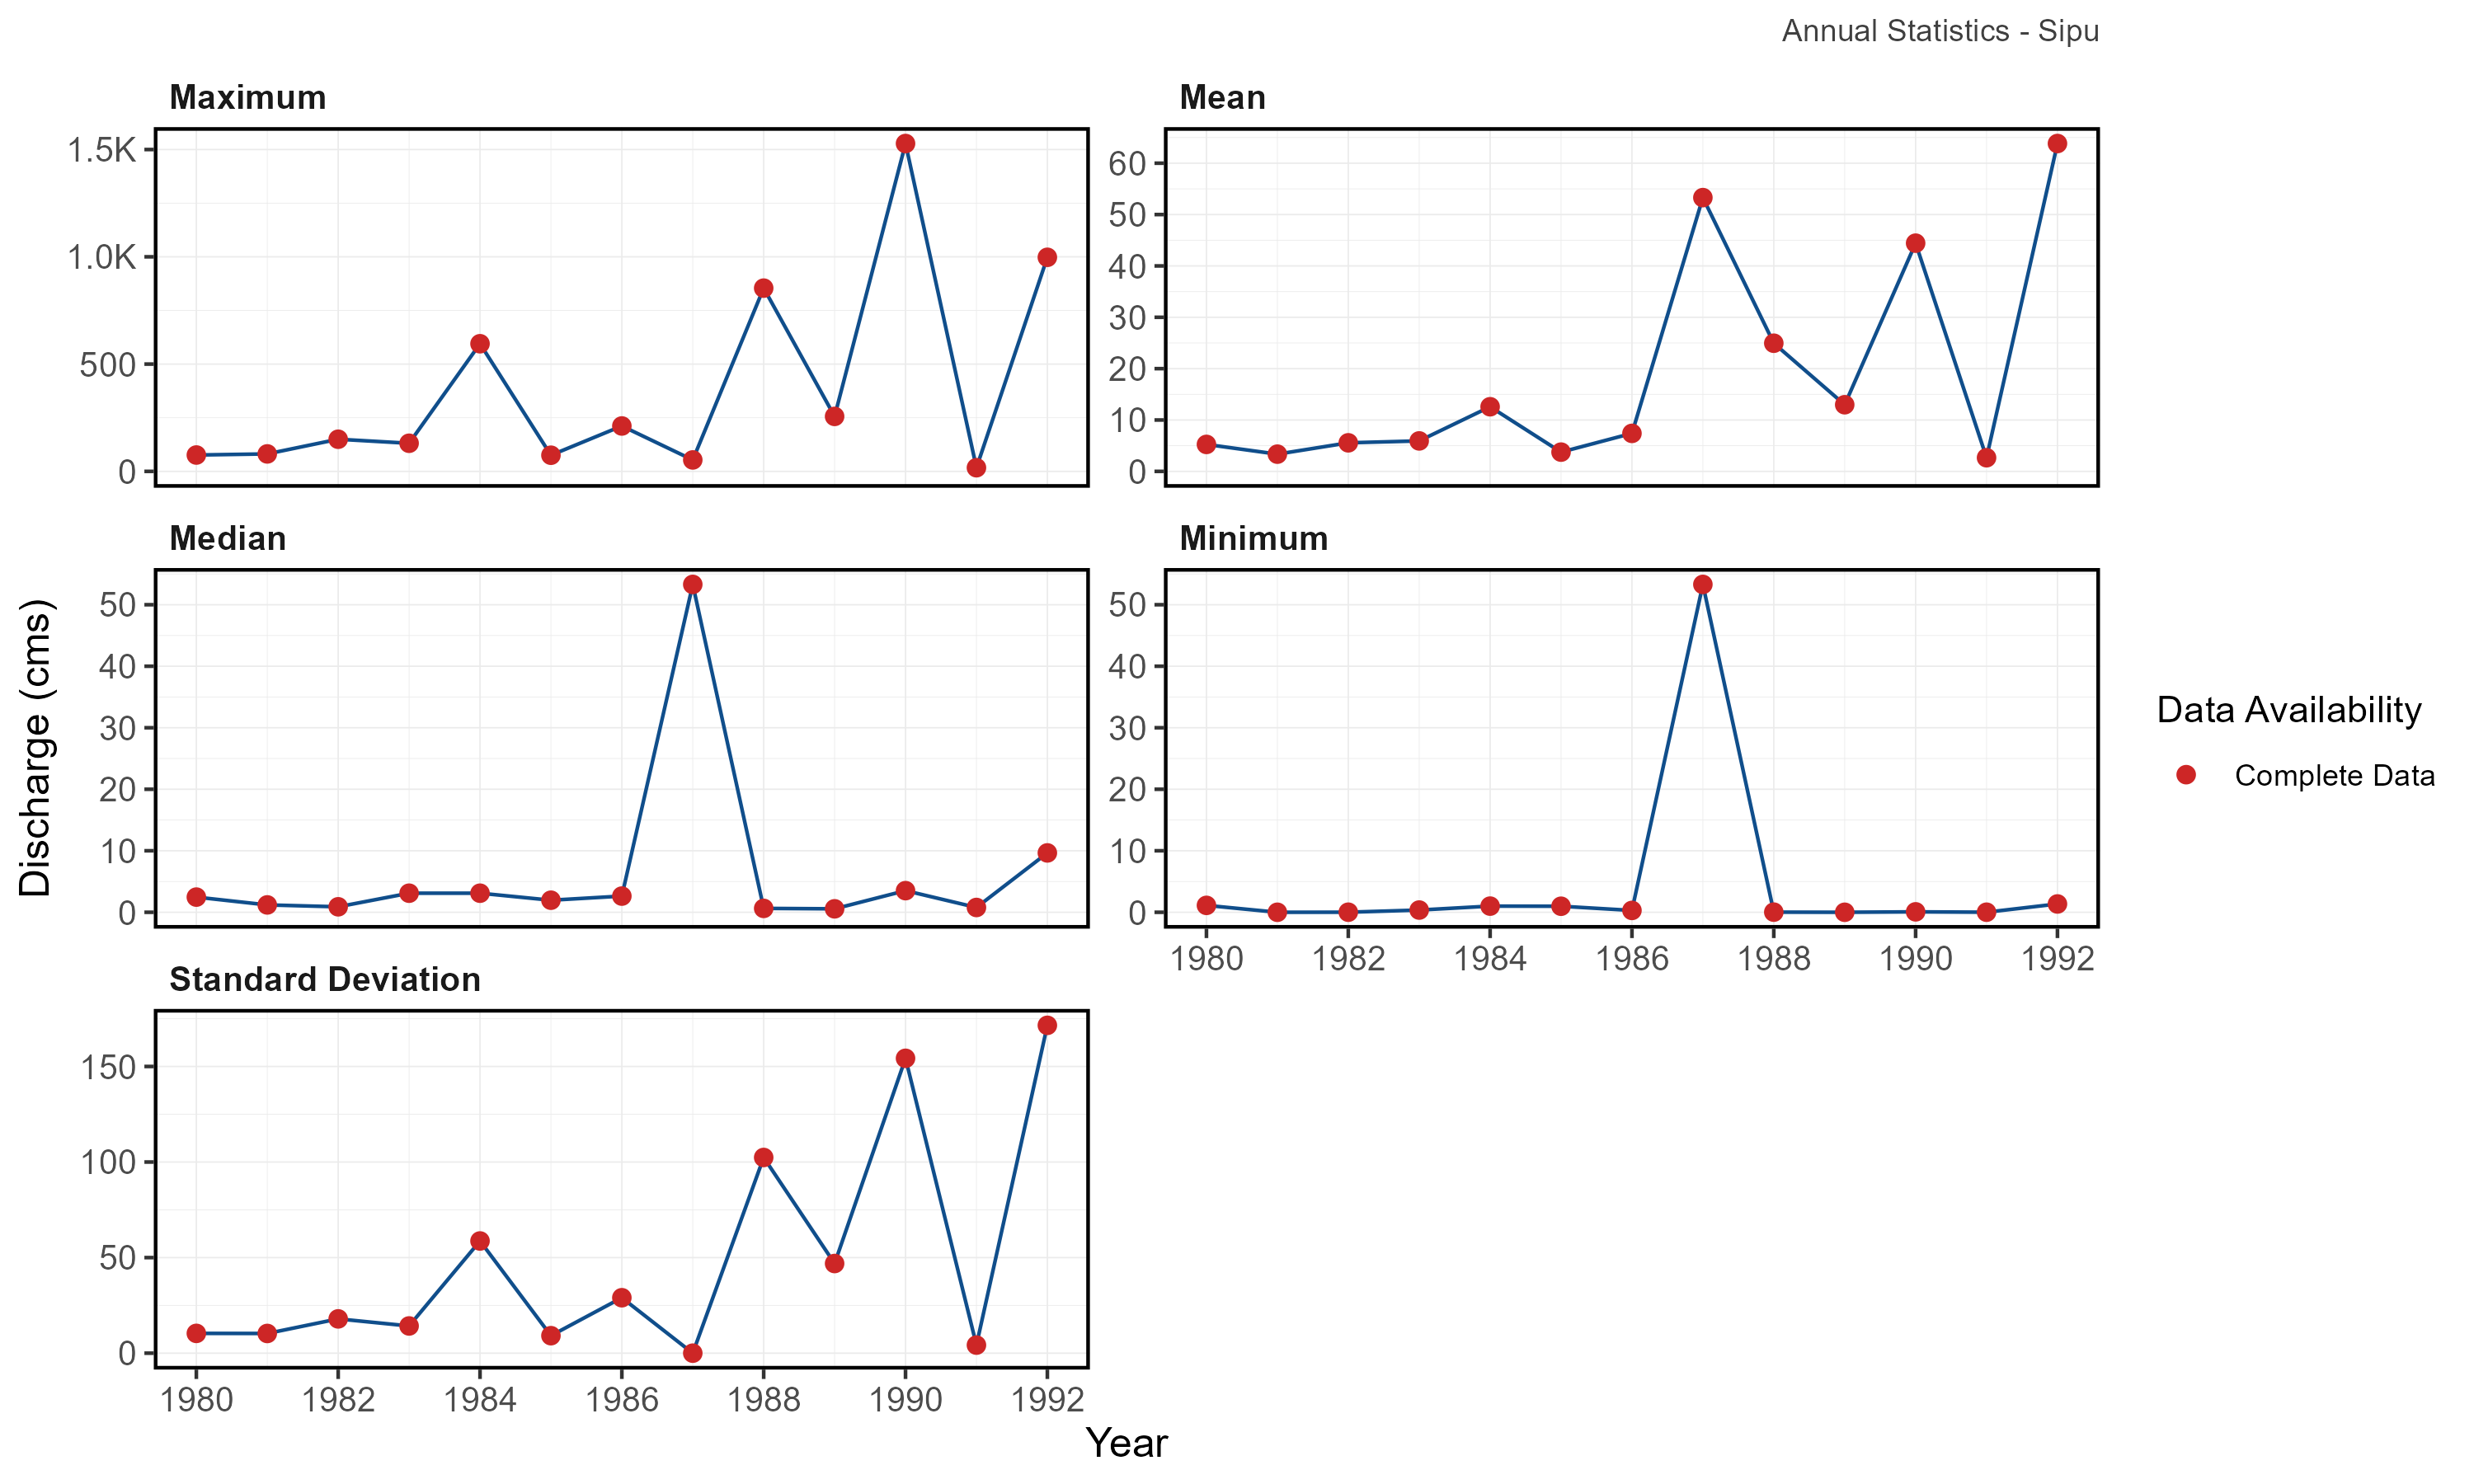 Annual Statistics - Sipu
Maximum
1.5K
1.0K
500
0
Mean
60
50
40
30
20
10
0
Discharge (cms)
Median
50
40
30
20
10
0
Minimum
50
40
30
20
10
0
1980 1982 1984 1986 1988 1990 1992
Standard Deviation
150
100
50
0
1980 1982 1984 1986 1988 1990 1992
Year
Data Availability
Complete Data